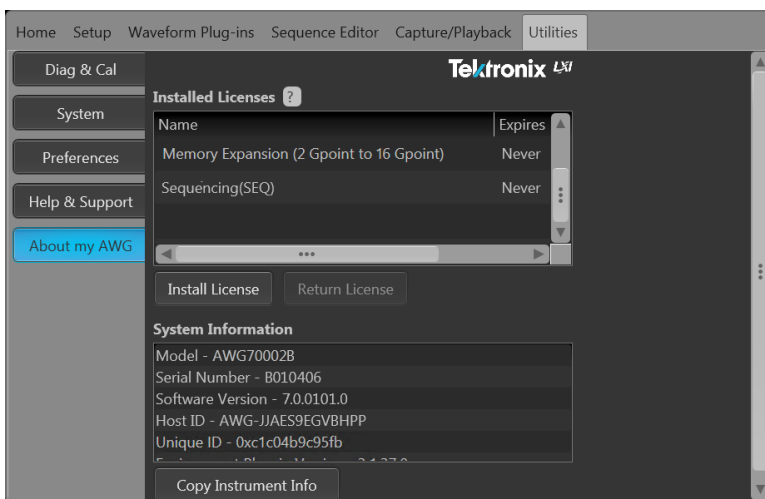 Home Setup Waveform Plug-ins Sequence Editor Capture/Playback Utilities
Diag & Cal
System
Preferences
Help & Support
About my AWG
Tektronix LXI
Installed Licenses ?
Name Expires
Memory Expansion (2 Gpoint to 16 Gpoint) Never
Sequencing(SEQ) Never
Install License Return License
System Information
Model - AWG70002B
Serial Number - B010406
Software Version - 7.0.0101.0
Host ID - AWG-JJAES9EGVBHPP
Unique ID - 0xc1c04b9c95fb
Copy Instrument Info